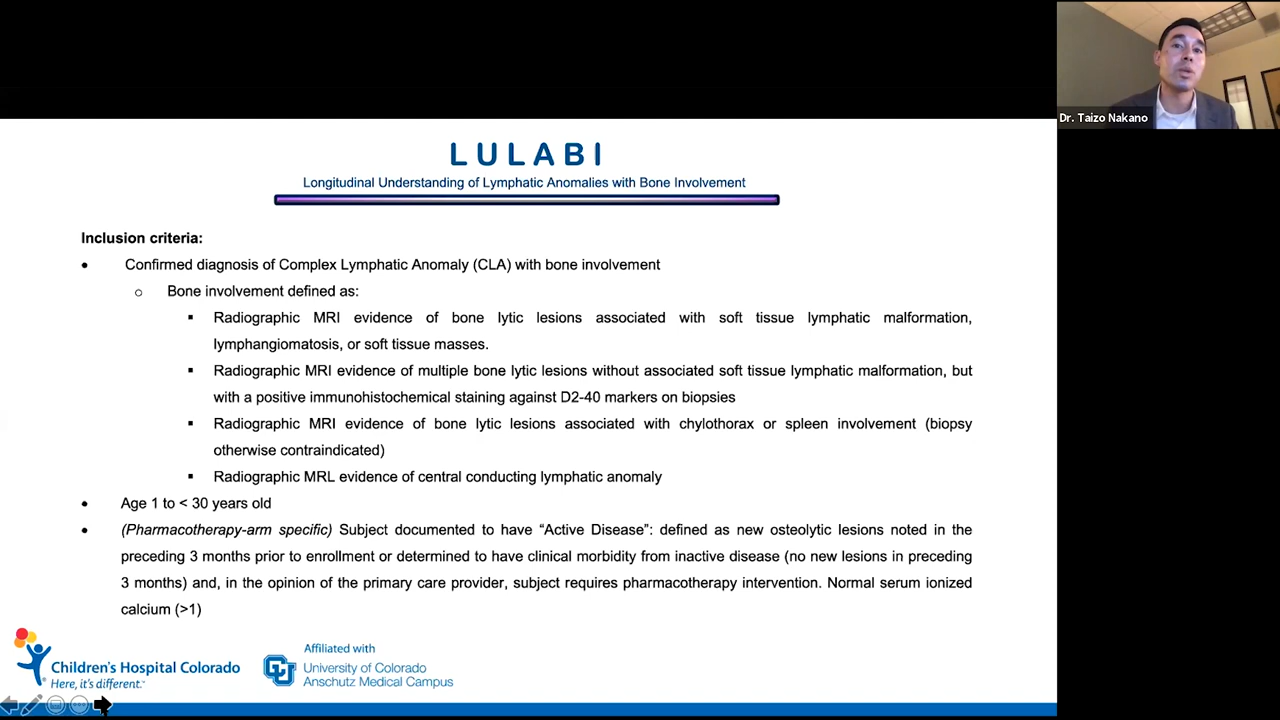 LULABI
Longitudinal Understanding of Lymphatic Anomalies with Bone Involvement
Inclusion criteria:
• Confirmed diagnosis of Complex Lymphatic Anomaly (CLA) with bone involvement
o Bone involvement defined as:
▪ Radiographic MRI evidence of bone lytic lesions associated with soft tissue lymphatic malformation,
lymphangiomatosis, or soft tissue masses.
▪ Radiographic MRI evidence of multiple bone lytic lesions without associated soft tissue lymphatic malformation, but
with a positive immunohistochemical staining against D2-40 markers on biopsies
▪ Radiographic MRI evidence of bone lytic lesions associated with chylothorax or spleen involvement (biopsy
otherwise contraindicated)
▪ Radiographic MRL evidence of central conducting lymphatic anomaly
• Age 1 to < 30 years old
• (Pharmacotherapy-arm specific) Subject documented to have “Active Disease”: defined as new osteolytic lesions noted in the
preceding 3 months prior to enrollment or determined to have clinical morbidity from inactive disease (no new lesions in preceding
3 months) and, in the opinion of the primary care provider, subject requires pharmacotherapy intervention. Normal serum ionized
calcium (>1)
Children's Hospital Colorado
Here, it's different.™
Affiliated with
University of Colorado
Anschutz Medical Campus
Dr. Taizo Nakano